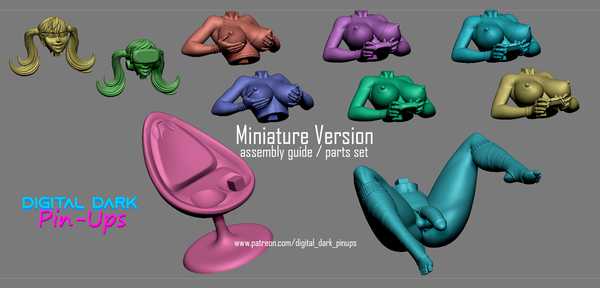 Miniature Version
assembly guide / parts set
DIGITAL DARK
Pin-Ups
www.patreon.com/digital_dark_pinups